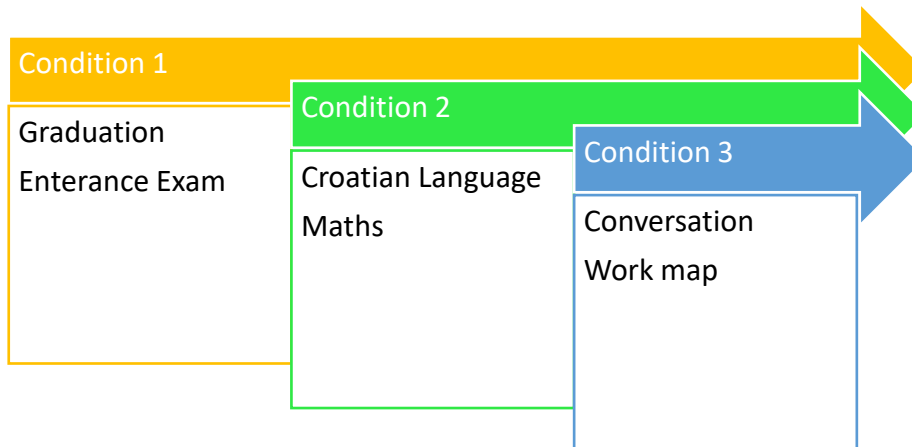 Condition 1
Graduation
Enterance Exam
Condition 2
Croatian Language
Maths
Condition 3
Conversation
Work map